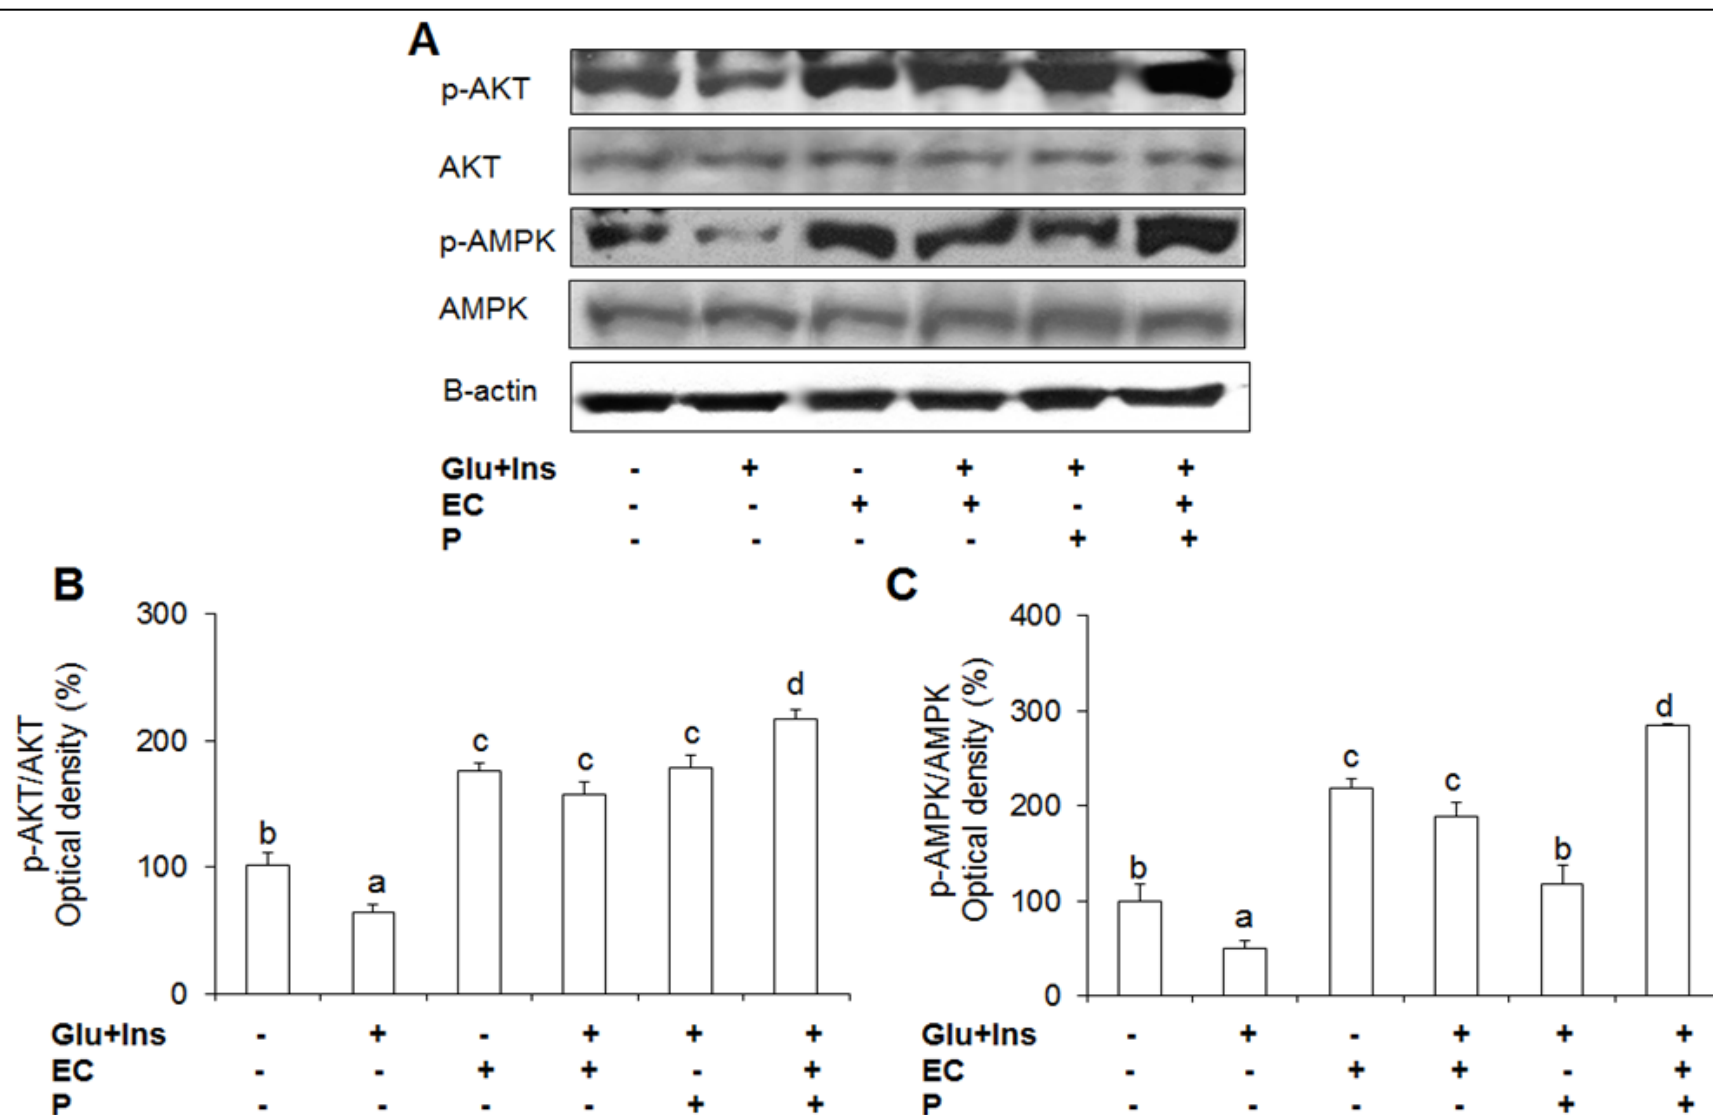 A
p-AKT
AKT
p-AMPK
AMPK
B-actin
Glu+Ins - + - + + +
EC - - + + - +
P - - - - + +
B
p-AKT/AKT
Optical density (%)
300
200
100
0
b a c c c d
Glu+Ins - + - + + +
EC - - + + - +
P - - - - + +
C
p-AMPK/AMPK
Optical density (%)
400
300
200
100
0
b a c c b d
Glu+Ins - + - + + +
EC - - + + - +
P - - - - + +